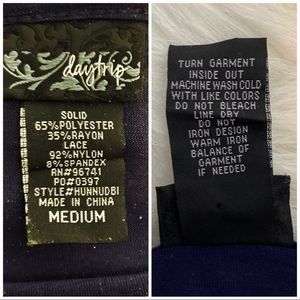 daytrip
SOLID
65%POLYESTER
35%RAYON
LACE
92%NYLON
8%SPANDEX
RN#96741
PO#0397
STYLE#HUNNUDBI
MADE IN CHINA
MEDIUM
TURN GARMENT
INSIDE OUT
MACHINE WASH COLD
WITH LIKE COLORS
DO NOT BLEACH
LINE DRY
DO NOT
IRON DESIGN
WARM IRON
BALANCE OF
GARMENT
IF NEEDED